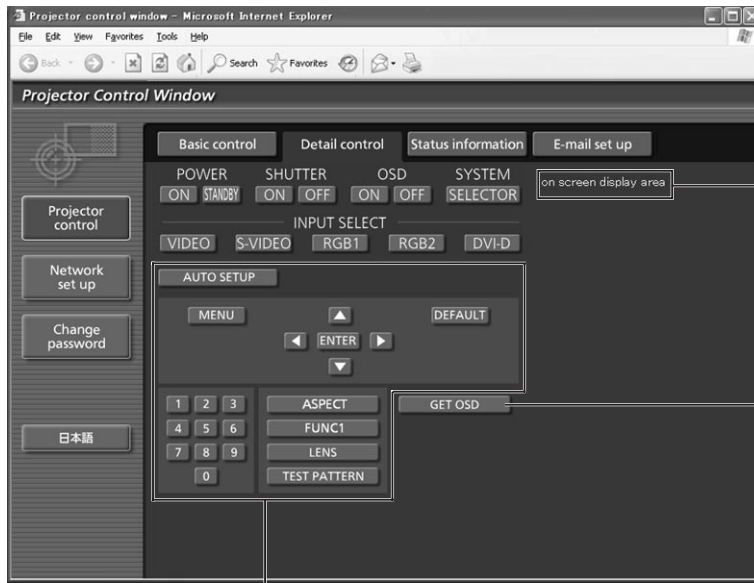 Projector control window - Microsoft Internet Explorer
File Edit View Favorites Tools Help
Back Search Favorites
Projector Control Window
Basic control Detail control Status information E-mail set up
POWER SHUTTER OSD SYSTEM
ON STANDBY ON OFF ON OFF SELECTOR
on screen display area
INPUT SELECT
VIDEO S-VIDEO RGB1 RGB2 DVI-D
Projector
control
Network
set up
Change
password
日本語
AUTO SETUP
MENU DEFAULT
ENTER
1 2 3 ASPECT GET OSD
4 5 6 FUNC1
7 8 9 LENS
0 TEST PATTERN